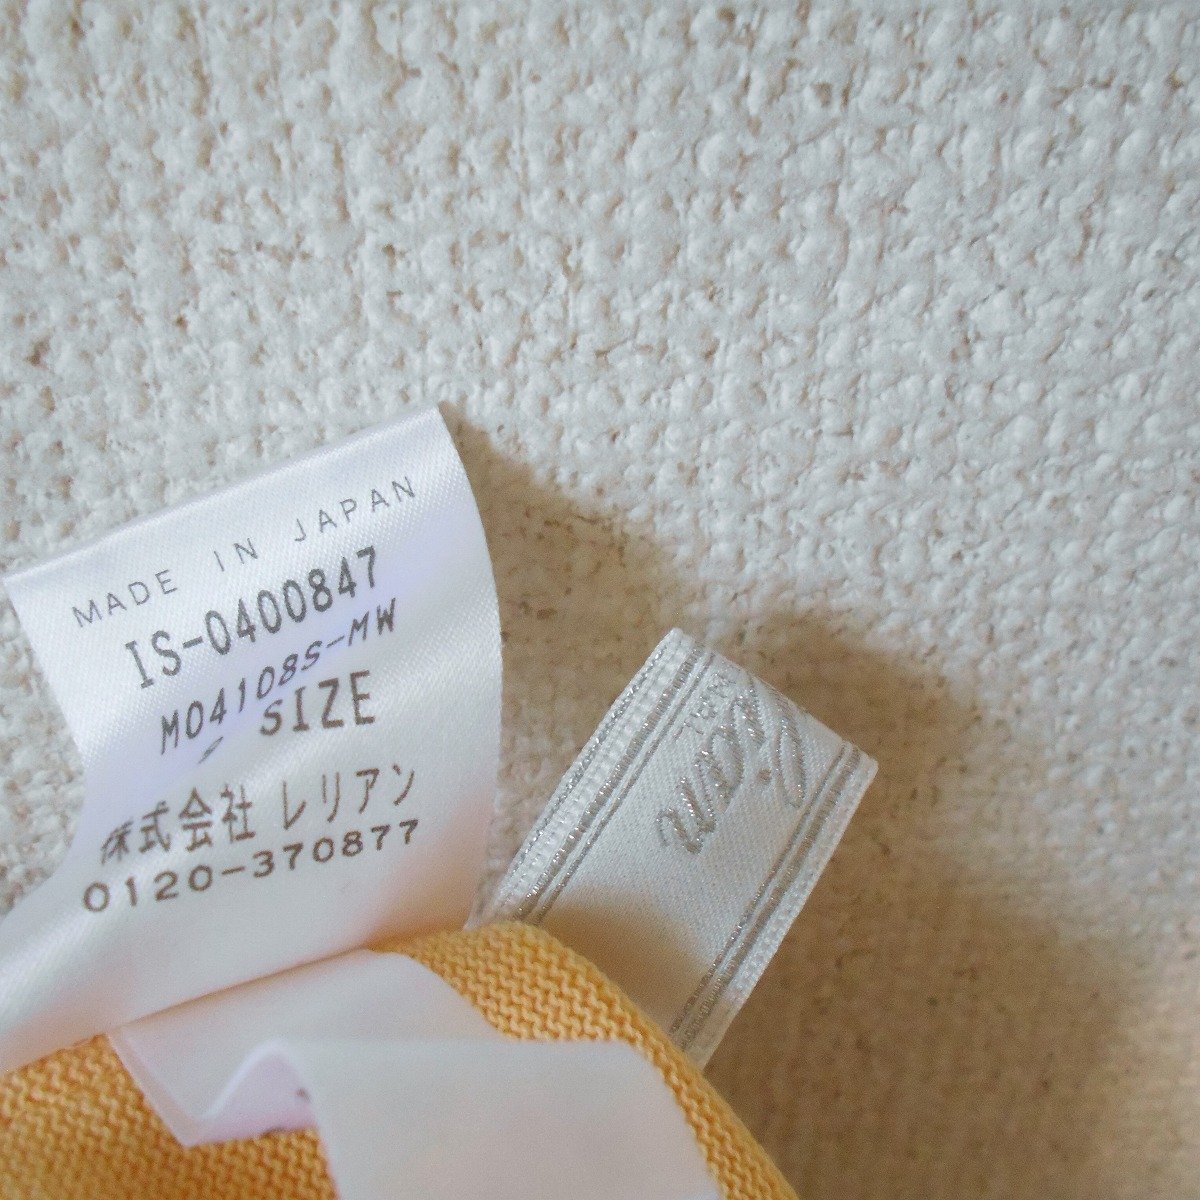 MADE IN JAPAN
IS-0400847
M04108S-MW
- SIZE
株式会社 レリアン
0120-370877